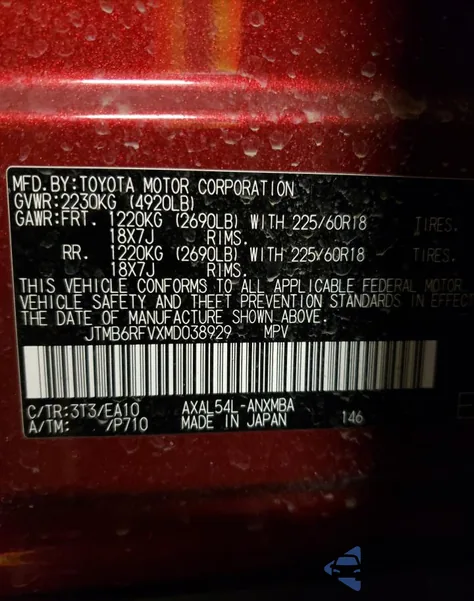 MFD.BY:TOYOTA MOTOR CORPORATION
GVWR:2230KG (4920LB)
GAWR:FRT. 1220KG (2690LB) WITH 225/60R18 TIRES.
18X7J RIMS.
RR. 1220KG (2690LB) WITH 225/60R18 TIRES.
18X7J RIMS.
THIS VEHICLE CONFORMS TO ALL APPLICABLE FEDERAL MOTOR
VEHICLE SAFETY AND THEFT PREVENTION STANDARDS IN EFFECT
THE DATE OF MANUFACTURE SHOWN ABOVE.
JTMB6RFVXMD038929 MPV
C/TR:3T3/EA10 AXAL54L-ANXMBA
A/TM: /P710 MADE IN JAPAN 146